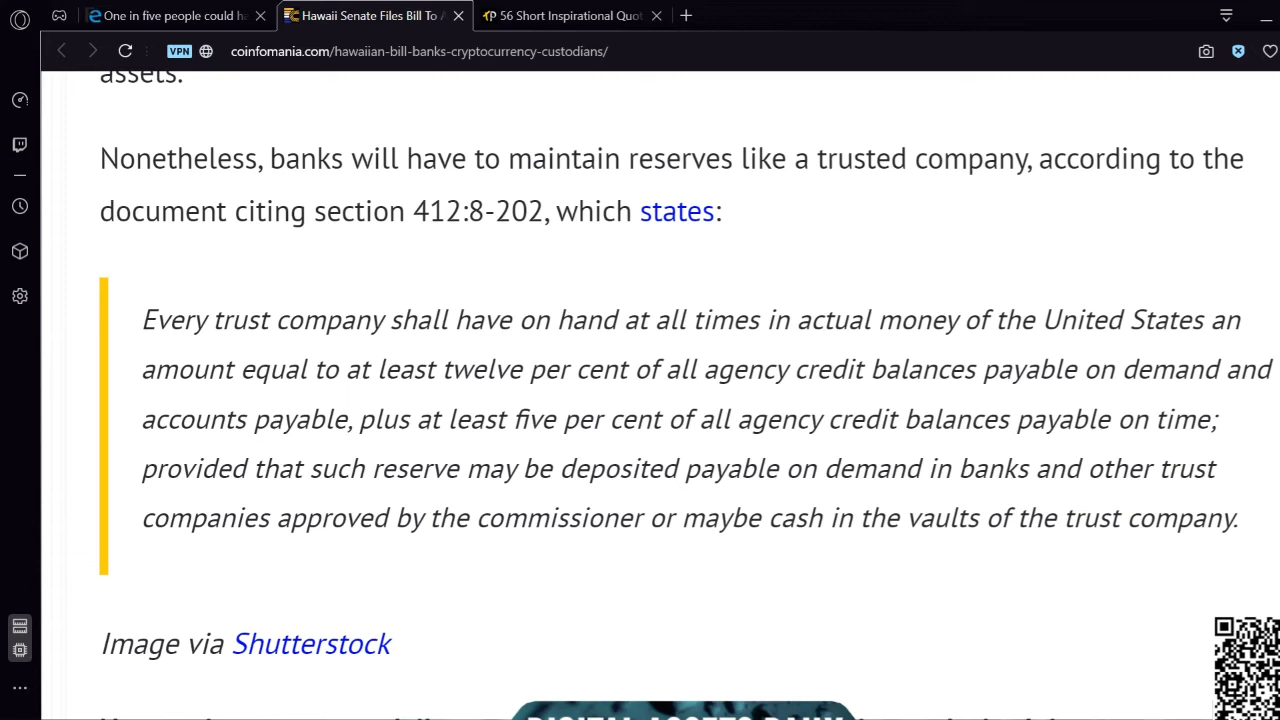 One in five people could ha
Hawaii Senate Files Bill To A
56 Short Inspirational Quot
VPN
coinfomania.com/hawaiian-bill-banks-cryptocurrency-custodians/
assets.
Nonetheless, banks will have to maintain reserves like a trusted company, according to the
document citing section 412:8-202, which states:
Every trust company shall have on hand at all times in actual money of the United States an
amount equal to at least twelve per cent of all agency credit balances payable on demand and
accounts payable, plus at least five per cent of all agency credit balances payable on time;
provided that such reserve may be deposited payable on demand in banks and other trust
companies approved by the commissioner or maybe cash in the vaults of the trust company.
Image via Shutterstock
DIGITAL ASSETS BANK